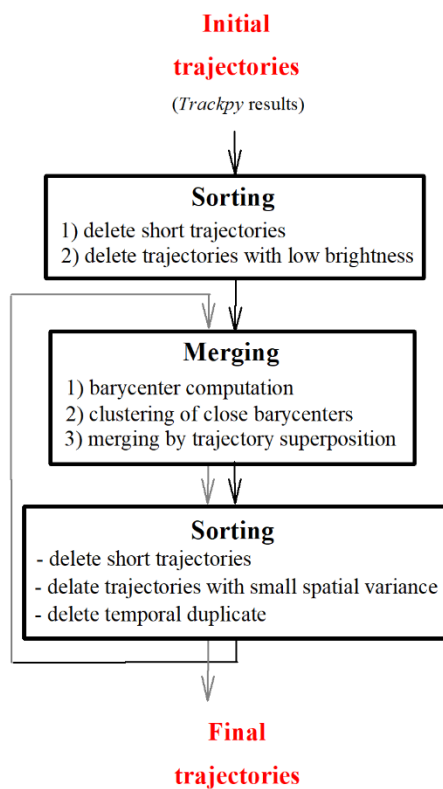 Initial
trajectories
(Trackpy results)
Sorting
1) delete short trajectories
2) delete trajectories with low brightness
Merging
1) barycenter computation
2) clustering of close barycenters
3) merging by trajectory superposition
Sorting
- delete short trajectories
- delate trajectories with small spatial variance
- delete temporal duplicate
Final
trajectories